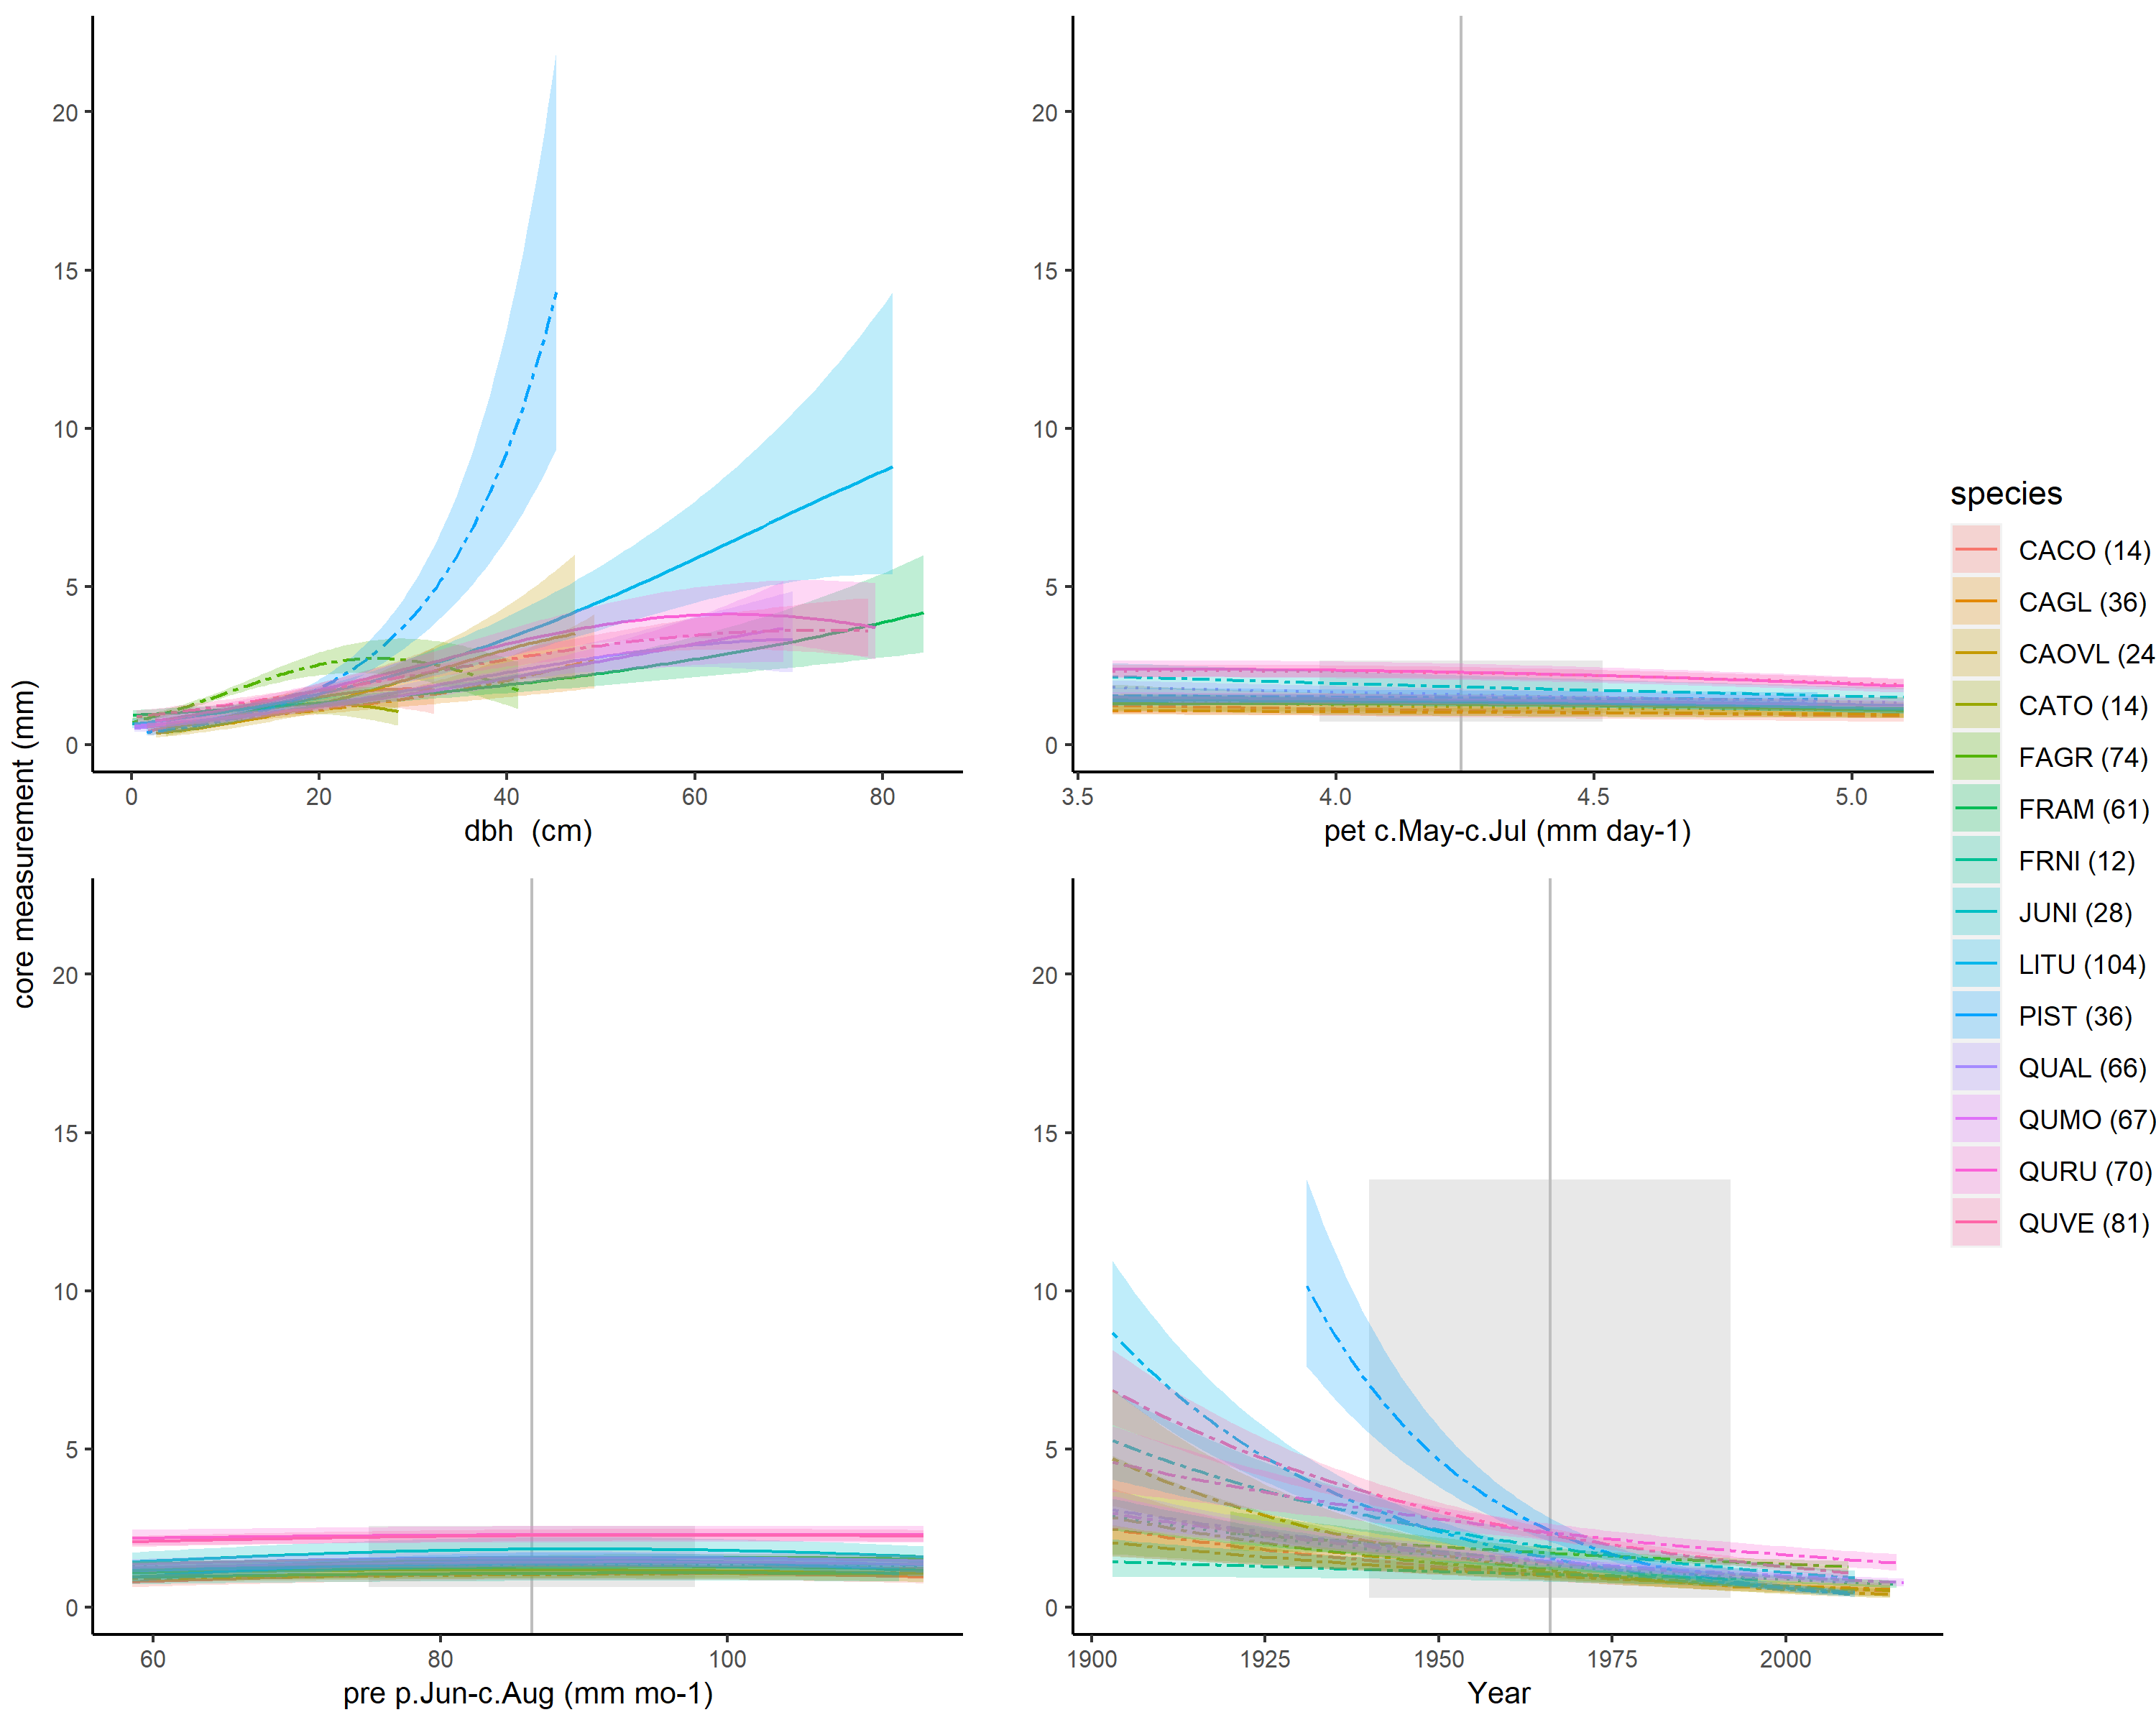 core measurement (mm)
20
15
10
5
0
0 20 40 60 80
dbh  (cm)
20
15
10
5
0
3.5 4.0 4.5 5.0
pet c.May-c.Jul (mm day-1)
20
15
10
5
0
60 80 100
pre p.Jun-c.Aug (mm mo-1)
20
15
10
5
0
1900 1925 1950 1975 2000
Year
species
CACO (14)
CAGL (36)
CAOVL (24
CATO (14)
FAGR (74)
FRAM (61)
FRNI (12)
JUNI (28)
LITU (104)
PIST (36)
QUAL (66)
QUMO (67)
QURU (70)
QUVE (81)